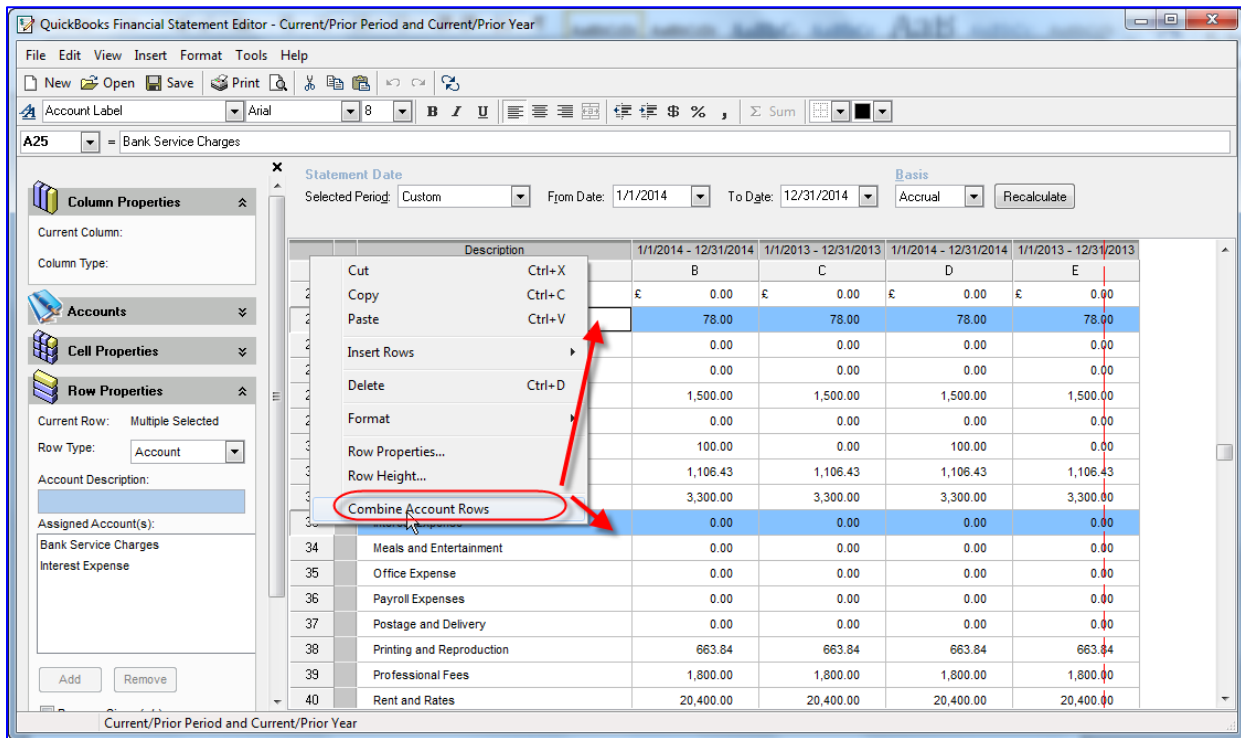 QuickBooks Financial Statement Editor - Current/Prior Period and Current/Prior Year
File Edit View Insert Format Tools Help
New Open Save Print
Account Label Arial 8 B I U $ % , Σ Sum
A25 = Bank Service Charges
Statement Date Basis
Selected Period: Custom From Date: 1/1/2014 To Date: 12/31/2014 Accrual Recalculate
Column Properties
Current Column:
Column Type:
Accounts
Cell Properties
Row Properties
Current Row: Multiple Selected
Row Type: Account
Account Description:
Assigned Account(s):
Bank Service Charges
Interest Expense
Add Remove
Description 1/1/2014 - 12/31/2014 1/1/2013 - 12/31/2013 1/1/2014 - 12/31/2014 1/1/2013 - 12/31/2013
B C D E
£ 0.00 £ 0.00 £ 0.00 £ 0.00
78.00 78.00 78.00 78.00
0.00 0.00 0.00 0.00
0.00 0.00 0.00 0.00
1,500.00 1,500.00 1,500.00 1,500.00
0.00 0.00 0.00 0.00
100.00 0.00 100.00 0.00
1,106.43 1,106.43 1,106.43 1,106.43
3,300.00 3,300.00 3,300.00 3,300.00
0.00 0.00 0.00 0.00
34 Meals and Entertainment 0.00 0.00 0.00 0.00
35 Office Expense 0.00 0.00 0.00 0.00
36 Payroll Expenses 0.00 0.00 0.00 0.00
37 Postage and Delivery 0.00 0.00 0.00 0.00
38 Printing and Reproduction 663.84 663.84 663.84 663.84
39 Professional Fees 1,800.00 1,800.00 1,800.00 1,800.00
40 Rent and Rates 20,400.00 20,400.00 20,400.00 20,400.00
Cut Ctrl+X
Copy Ctrl+C
Paste Ctrl+V
Insert Rows
Delete Ctrl+D
Format
Row Properties...
Row Height...
Combine Account Rows
Current/Prior Period and Current/Prior Year